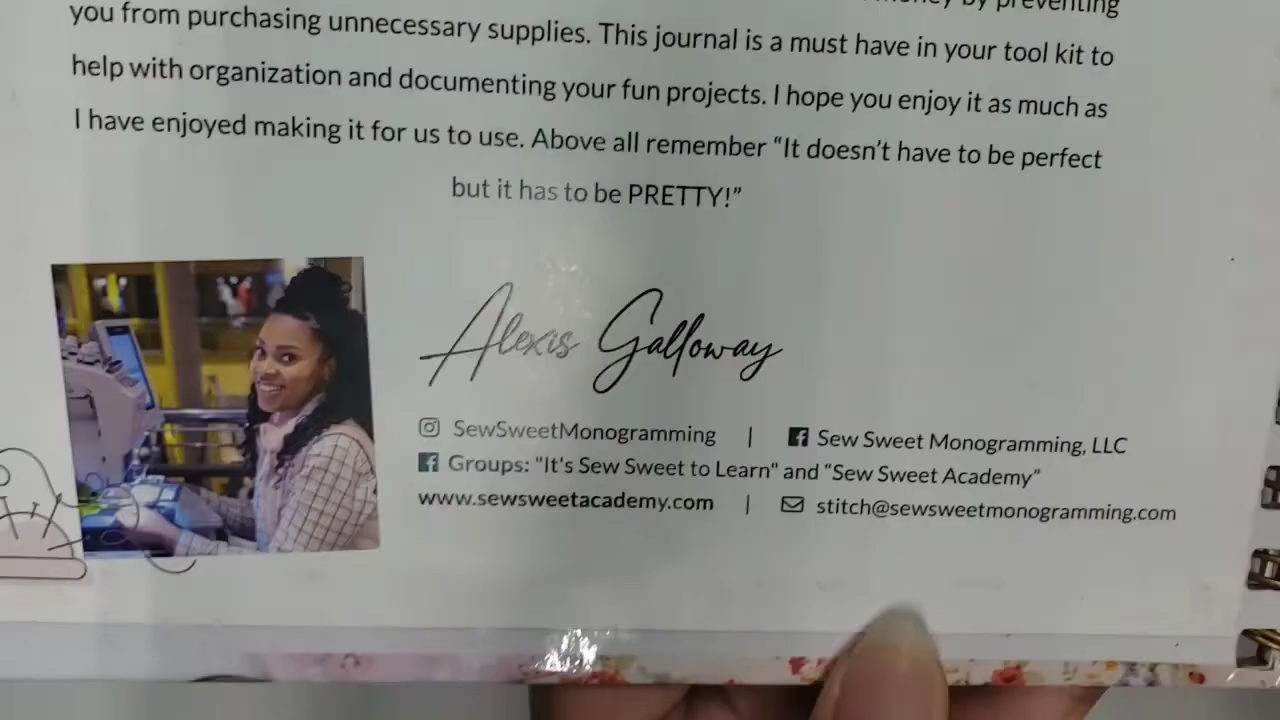 money by preventing
you from purchasing unnecessary supplies. This journal is a must have in your tool kit to
help with organization and documenting your fun projects. I hope you enjoy it as much as
I have enjoyed making it for us to use. Above all remember “It doesn’t have to be perfect
but it has to be PRETTY!”
Alexis Galloway
SewSweetMonogramming | Sew Sweet Monogramming, LLC
Groups: "It's Sew Sweet to Learn" and "Sew Sweet Academy"
www.sewsweetacademy.com | stitch@sewsweetmonogramming.com